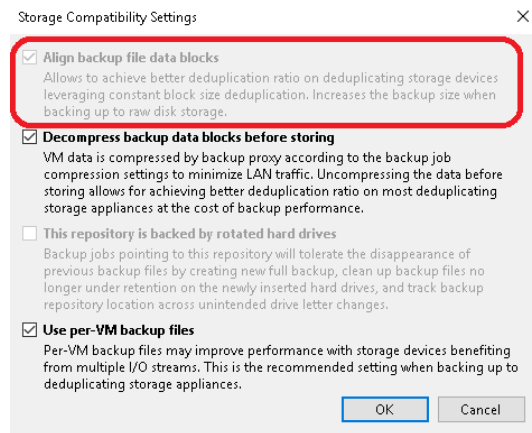 Storage Compatibility Settings
Align backup file data blocks
Allows to achieve better deduplication ratio on deduplicating storage devices
leveraging constant block size deduplication. Increases the backup size when
backing up to raw disk storage.
Decompress backup data blocks before storing
VM data is compressed by backup proxy according to the backup job
compression settings to minimize LAN traffic. Uncompressing the data before
storing allows for achieving better deduplication ratio on most deduplicating
storage appliances at the cost of backup performance.
This repository is backed by rotated hard drives
Backup jobs pointing to this repository will tolerate the disappearance of
previous backup files by creating new full backup, clean up backup files no
longer under retention on the newly inserted hard drives, and track backup
repository location across unintended drive letter changes.
Use per-VM backup files
Per-VM backup files may improve performance with storage devices benefiting
from multiple I/O streams. This is the recommended setting when backing up to
deduplicating storage appliances.
OK Cancel